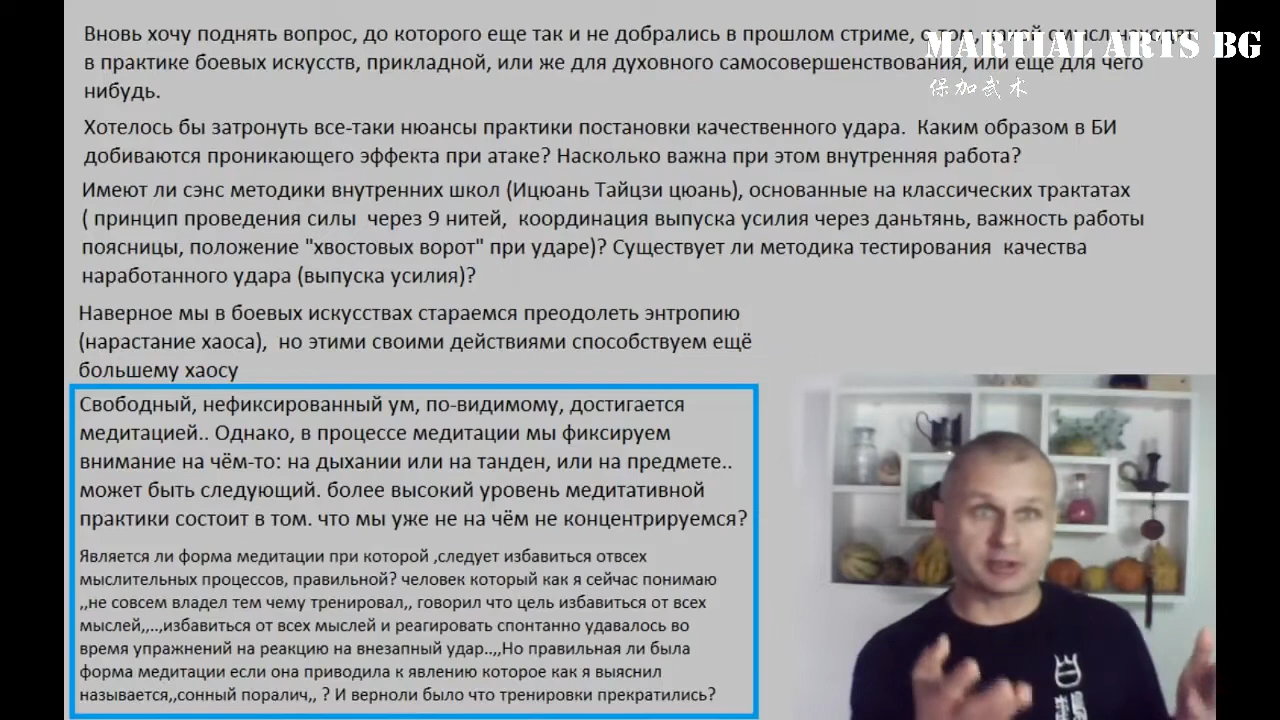 Вновь хочу поднять вопрос, до которого еще так и не добрались в прошлом стриме,
MARTIAL ARTS BG
в практике боевых искусств, прикладной, или же для духовного самосовершенствования, или еще для чего
нибудь.
保加武术
Хотелось бы затронуть все-таки нюансы практики постановки качественного удара. Каким образом в БИ
добиваются проникающего эффекта при атаке? Насколько важна при этом внутренняя работа?
Имеют ли сэнс методики внутренних школ (Ицюань Тайцзи цюань), основанные на классических трактатах
( принцип проведения силы через 9 нитей, координация выпуска усилия через даньтянь, важность работы
поясницы, положение "хвостовых ворот" при ударе)? Существует ли методика тестирования качества
наработанного удара (выпуска усилия)?
Наверное мы в боевых искусствах стараемся преодолеть энтропию
(нарастание хаоса), но этими своими действиями способствуем ещё
большему хаосу
Свободный, нефиксированный ум, по-видимому, достигается
медитацией.. Однако, в процессе медитации мы фиксируем
внимание на чём-то: на дыхании или на танден, или на предмете..
может быть следующий. более высокий уровень медитативной
практики состоит в том. что мы уже не на чём не концентрируемся?
Является ли форма медитации при которой ,следует избавиться отвсех
мыслительных процессов, правильной? человек который как я сейчас понимаю
,,не совсем владел тем чему тренировал,, говорил что цель избавиться от всех
мыслей,,..,избавиться от всех мыслей и реагировать спонтанно удавалось во
время упражнений на реакцию на внезапный удар..,,Но правильная ли была
форма медитации если она приводила к явлению которое как я выяснил
называется,,сонный поралич,, ? И верноли было что тренировки прекратились?